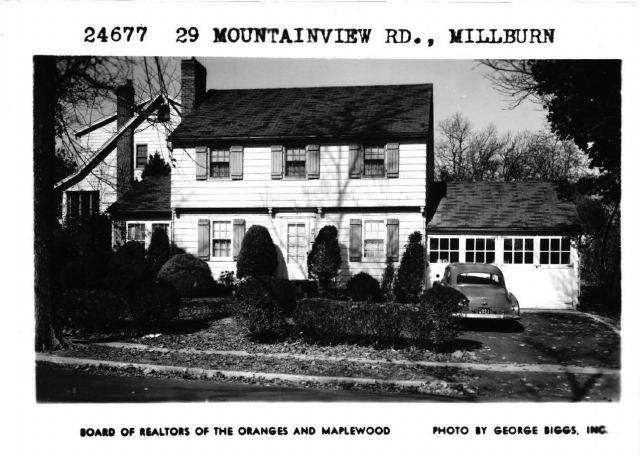 24677 29 MOUNTAINVIEW RD., MILLBURN
BOARD OF REALTORS OF THE ORANGES AND MAPLEWOOD PHOTO BY GEORGE BIGGS, INC.